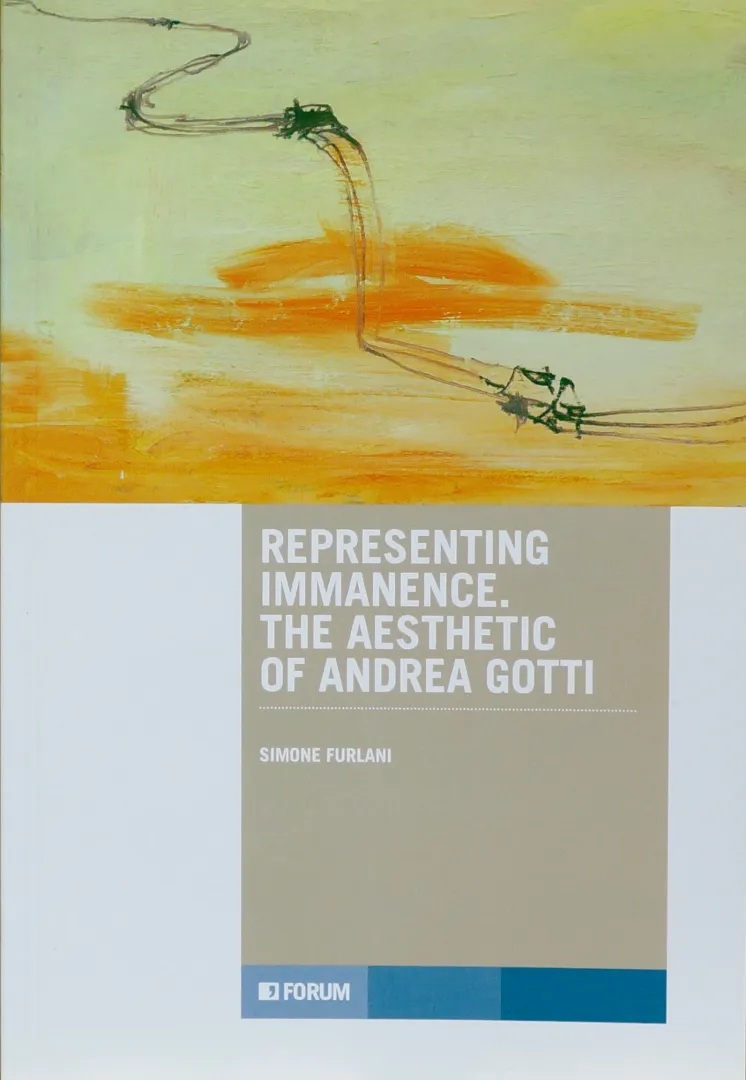 REPRESENTING
IMMANENCE.
THE AESTHETIC
OF ANDREA GOTTI
SIMONE FURLANI
FORUM